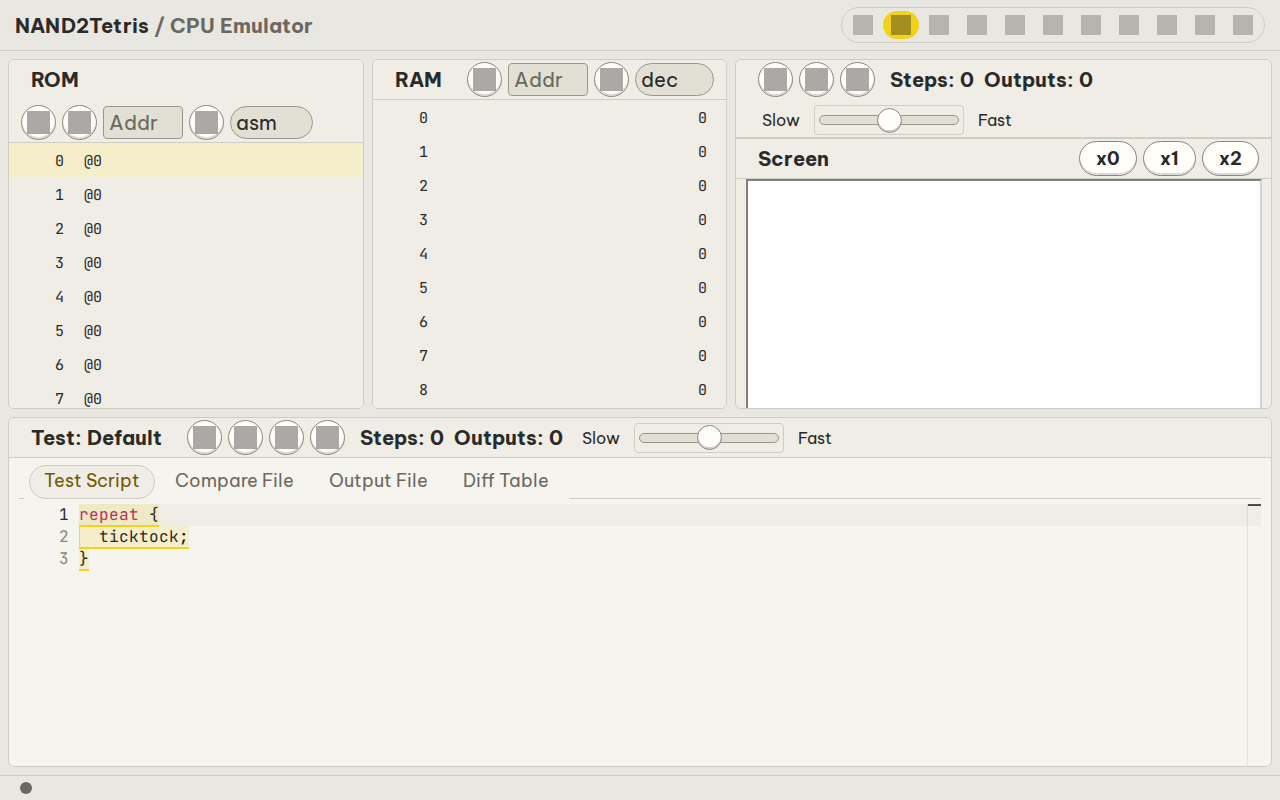 NAND2Tetris / CPU Emulator
ROM
Addr asm
0 @0
1 @0
2 @0
3 @0
4 @0
5 @0
6 @0
7 @0
RAM Addr dec
0 0
1 0
2 0
3 0
4 0
5 0
6 0
7 0
8 0
Steps: 0 Outputs: 0
Slow Fast
Screen x0 x1 x2
Test: Default Steps: 0 Outputs: 0 Slow Fast
Test Script Compare File Output File Diff Table
1 repeat {
2 ticktock;
3 }